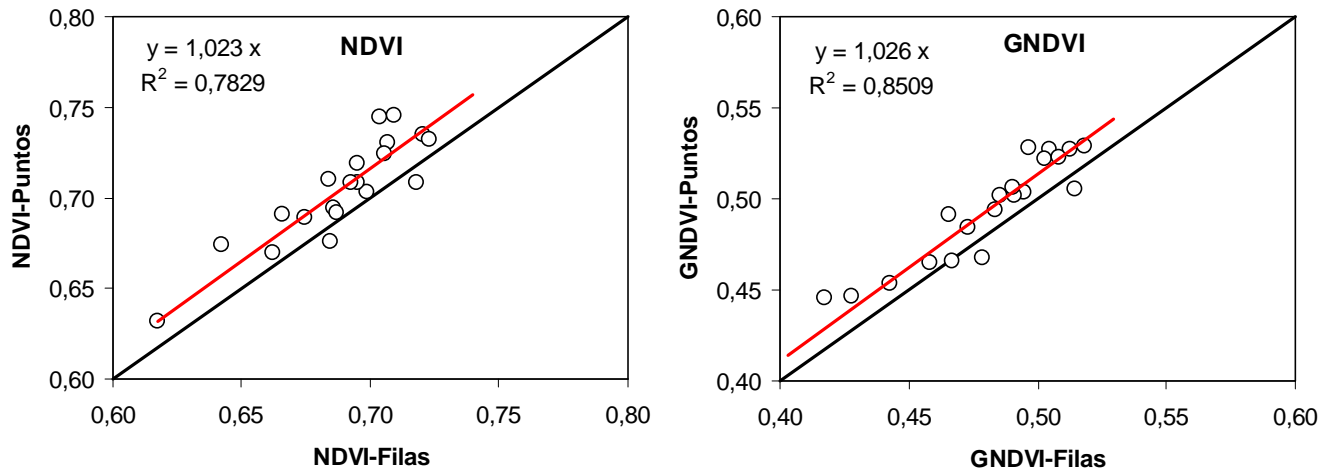 NDVI
y = 1,023 x
R² = 0,7829
0,80
0,75
0,70
0,65
0,60
NDVI-Puntos
0,60 0,65 0,70 0,75 0,80
NDVI-Filas
GNDVI
y = 1,026 x
R² = 0,8509
0,60
0,55
0,50
0,45
0,40
GNDVI-Puntos
0,40 0,45 0,50 0,55 0,60
GNDVI-Filas